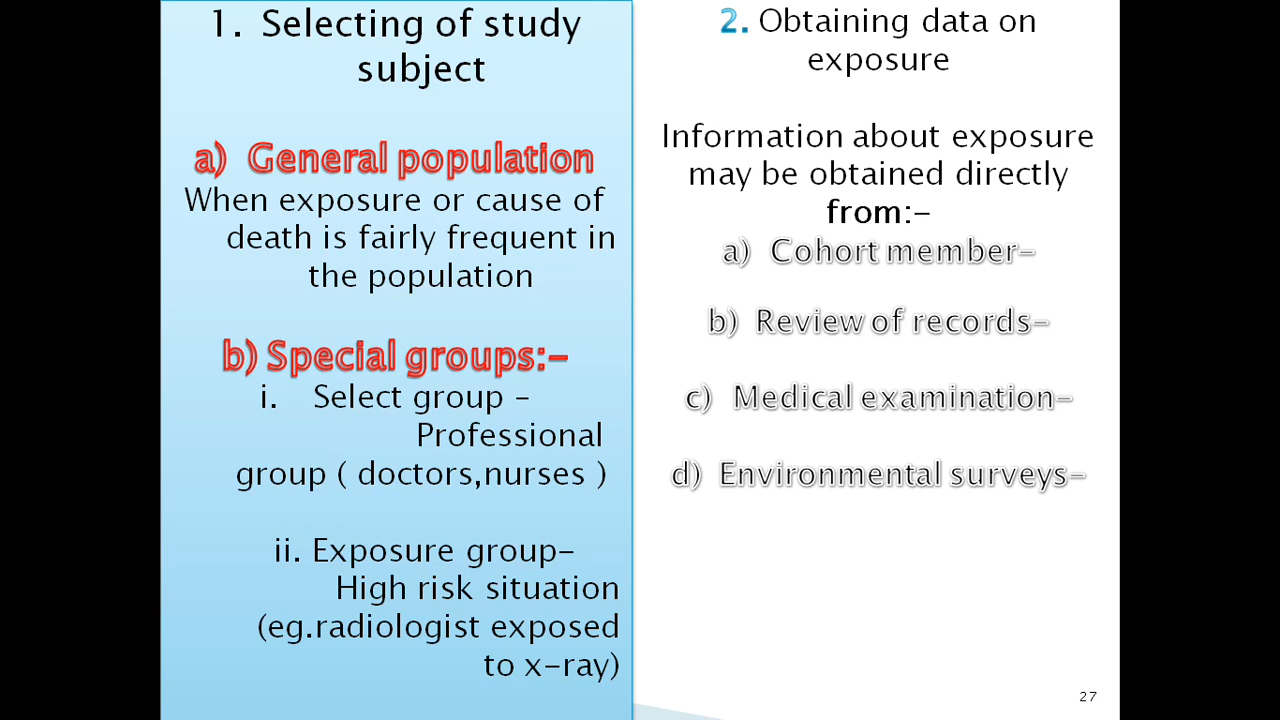 1. Selecting of study
subject
a) General population
When exposure or cause of
death is fairly frequent in
the population
b) Special groups:-
i. Select group -
Professional
group ( doctors,nurses )
ii. Exposure group-
High risk situation
(eg.radiologist exposed
to x-ray)
2. Obtaining data on
exposure
Information about exposure
may be obtained directly
from:-
a) Cohort member-
b) Review of records-
c) Medical examination-
d) Environmental surveys-
27